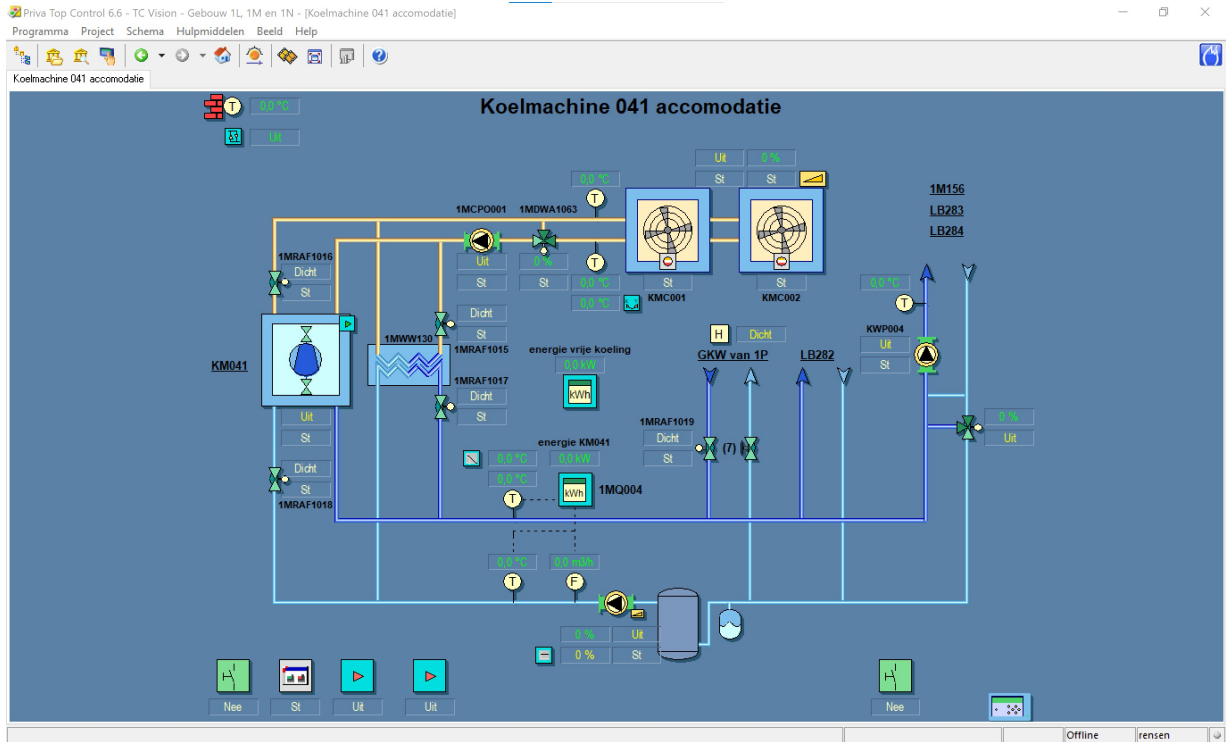 Priva Top Control 6.6 - TC Vision - Gebouw 1L, 1M en 1N - [Koelmachine 041 accomodatie]
Programma Project Schema Hulpmiddelen Beeld Help
Koelmachine 041 accomodatie
Koelmachine 041 accomodatie
T 0,0 °C
Uit
Uit 0 %
St St
0,0 °C
T
1M156
LB283
LB284
1MCPO001 1MDWA1063
Uit 0 %
St St
T
0,0 °C
0,0 °C
St St
KMC001 KMC002
1MRAF1016
Dicht
St
0,0 °C
T
Dicht
St
1MRAF1015
1MWW130
KM041
energie vrije koeling
0,0 kW
kWh
H Dicht
GKW van 1P LB282
KWP004
Uit
St
1MRAF1017
Dicht
St
Uit
St
1MRAF1019
Dicht
St
(7)
0 %
Uit
energie KM041
0,0 °C 0,0 kW
0,0 °C
T
kWh 1MQ004
Dicht
St
1MRAF1018
0,0 °C 0,0 m3/h
T F
0 % Uit
0 % St
Nee St Uit Uit Nee
Offline rensen